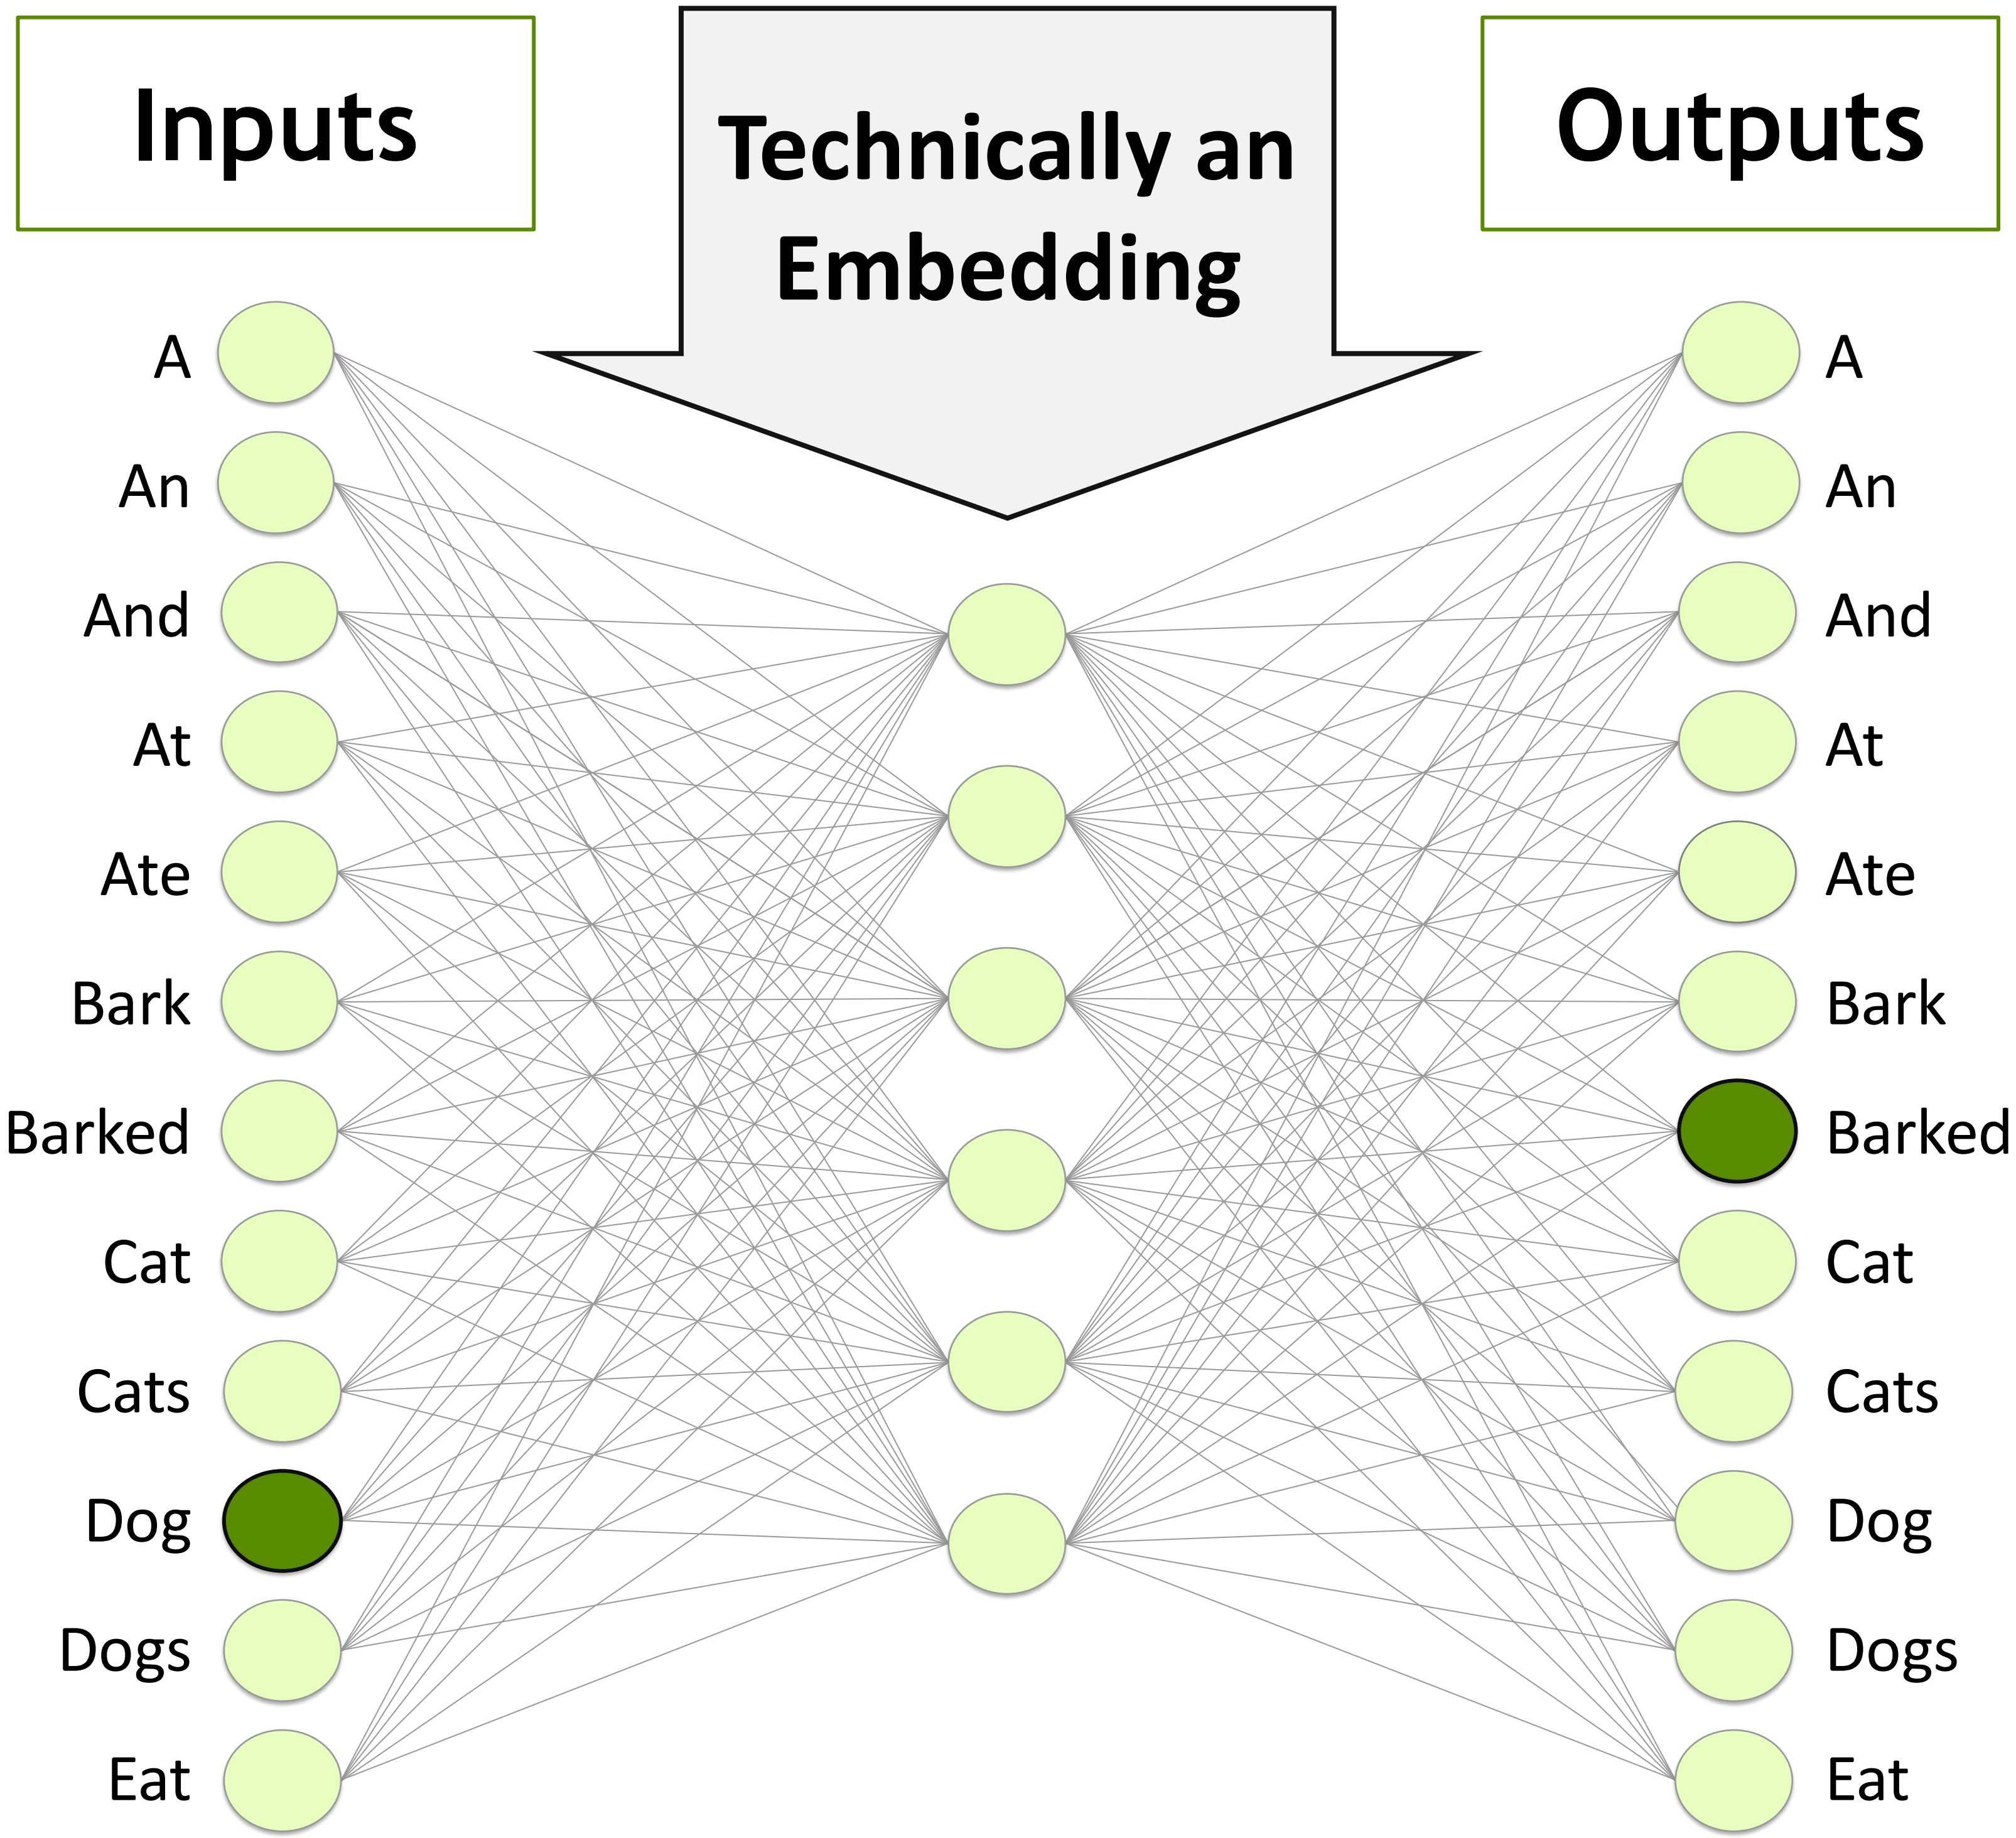 Inputs
Technically an
Embedding
Outputs
A
An
And
At
Ate
Bark
Barked
Cat
Cats
Dog
Dogs
Eat
A
An
And
At
Ate
Bark
Barked
Cat
Cats
Dog
Dogs
Eat